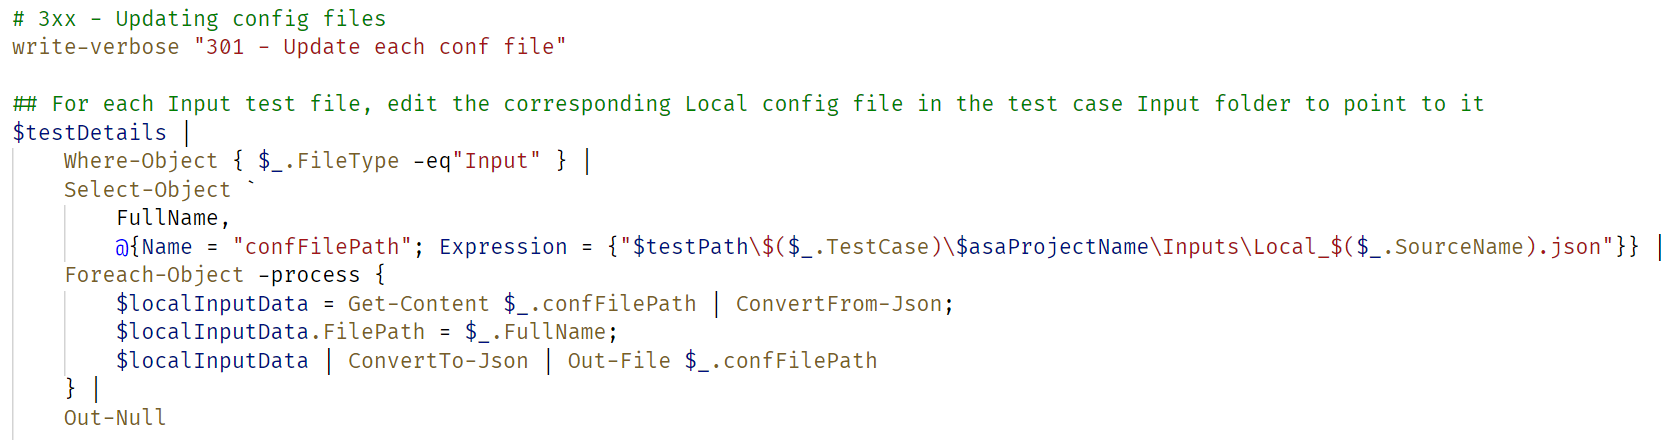 # 3xx - Updating config files
write-verbose "301 - Update each conf file"
## For each Input test file, edit the corresponding Local config file in the test case Input folder to point to it
$testDetails |
    Where-Object { $_.FileType -eq"Input" } |
    Select-Object `
        FullName,
        @{Name = "confFilePath"; Expression = {"$testPath\$($_.TestCase)\$asaProjectName\Inputs\Local_$($_.SourceName).json"}} |
    Foreach-Object -process {
        $localInputData = Get-Content $_.confFilePath | ConvertFrom-Json;
        $localInputData.FilePath = $_.FullName;
        $localInputData | ConvertTo-Json | Out-File $_.confFilePath
    } |
    Out-Null